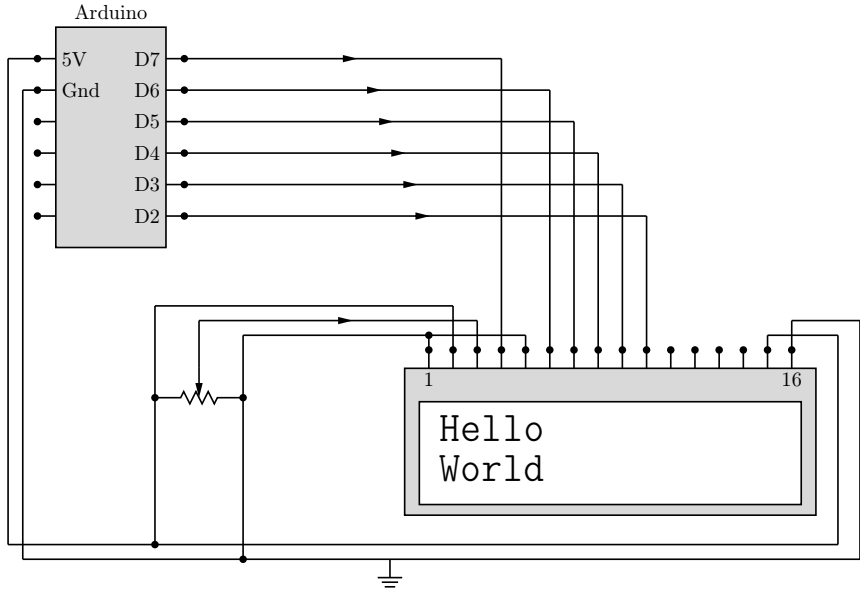 Arduino
5V D7
Gnd D6
D5
D4
D3
D2
1 16
Hello
World